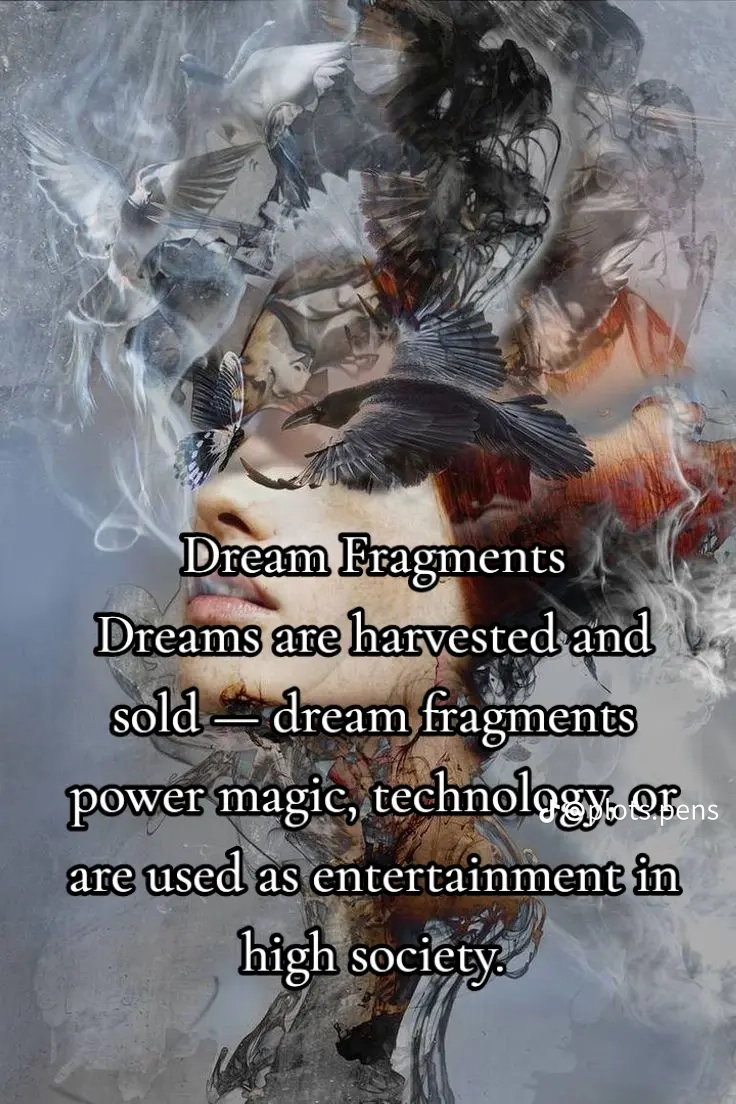 Dream Fragments
Dreams are harvested and
sold — dream fragments
power magic, technology, or
@plots.pens
are used as entertainment in
high society.